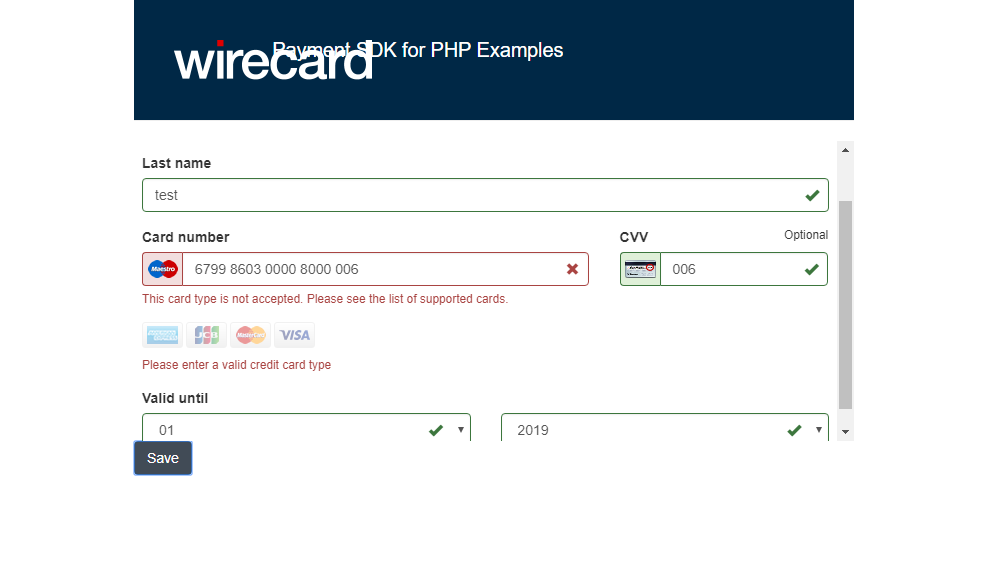 Payment SDK for PHP Examples
wirecard
Last name
test
Card number
CVV
Optional
Maestro
6799 8603 0000 8000 006
006
This card type is not accepted. Please see the list of supported cards.
JCB MasterCard VISA
Please enter a valid credit card type
Valid until
01
2019
Save